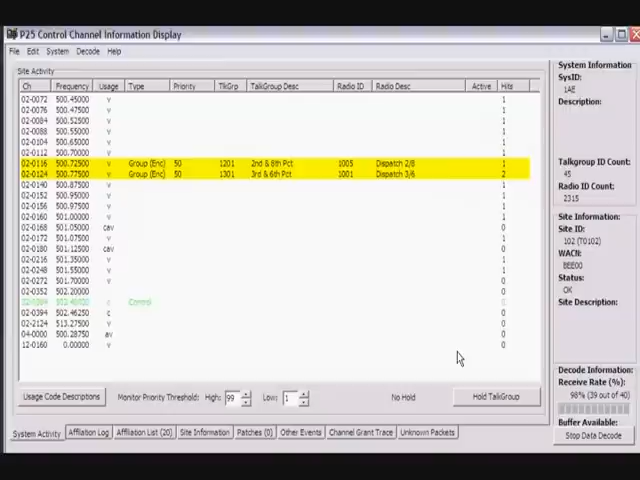 P25 Control Channel Information Display
File Edit System Decode Help
Site Activity
Ch Frequency Usage Type Priority TlkGrp TalkGroup Desc Radio ID Radio Desc Active Hits
02-0072 500.45000 v 1
02-0076 500.47500 v 1
02-0084 500.52500 v 1
02-0088 500.55000 v 1
02-0104 500.65000 v 1
02-0112 500.70000 v 1
02-0116 500.72500 v Group (Enc) 50 1201 2nd & 8th Pct 1005 Dispatch 2/8 1
02-0124 500.77500 v Group (Enc) 50 1301 3rd & 6th Pct 1001 Dispatch 3/6 2
02-0140 500.87500 v 1
02-0152 500.95000 v 1
02-0156 500.97500 v 1
02-0160 501.00000 v 1
02-0168 501.05000 cav 0
02-0172 501.07500 v 1
02-0180 501.12500 cav 0
02-0216 501.35000 v 1
02-0248 501.55000 v 1
02-0272 501.70000 v 1
02-0352 502.20000 0
c Control 0
02-0394 502.46250 c 0
02-2124 513.27500 v 0
04-0000 500.28750 av 0
12-0160 0.00000 v 0
Usage Code Descriptions Monitor Priority Threshold: High: 99 Low: 1 No Hold Hold TalkGroup
System Activity Affliation Log Affliation List (20) Site Information Patches (0) Other Events Channel Grant Trace Unknown Packets
System Information
SysID:
1AE
Description:
Talkgroup ID Count:
45
Radio ID Count:
2315
Site Information:
Site ID:
102 (T0102)
WACN:
BEE00
Status:
OK
Site Description:
Decode Information:
Receive Rate (%):
98% (39 out of 40)
Buffer Available:
Stop Data Decode